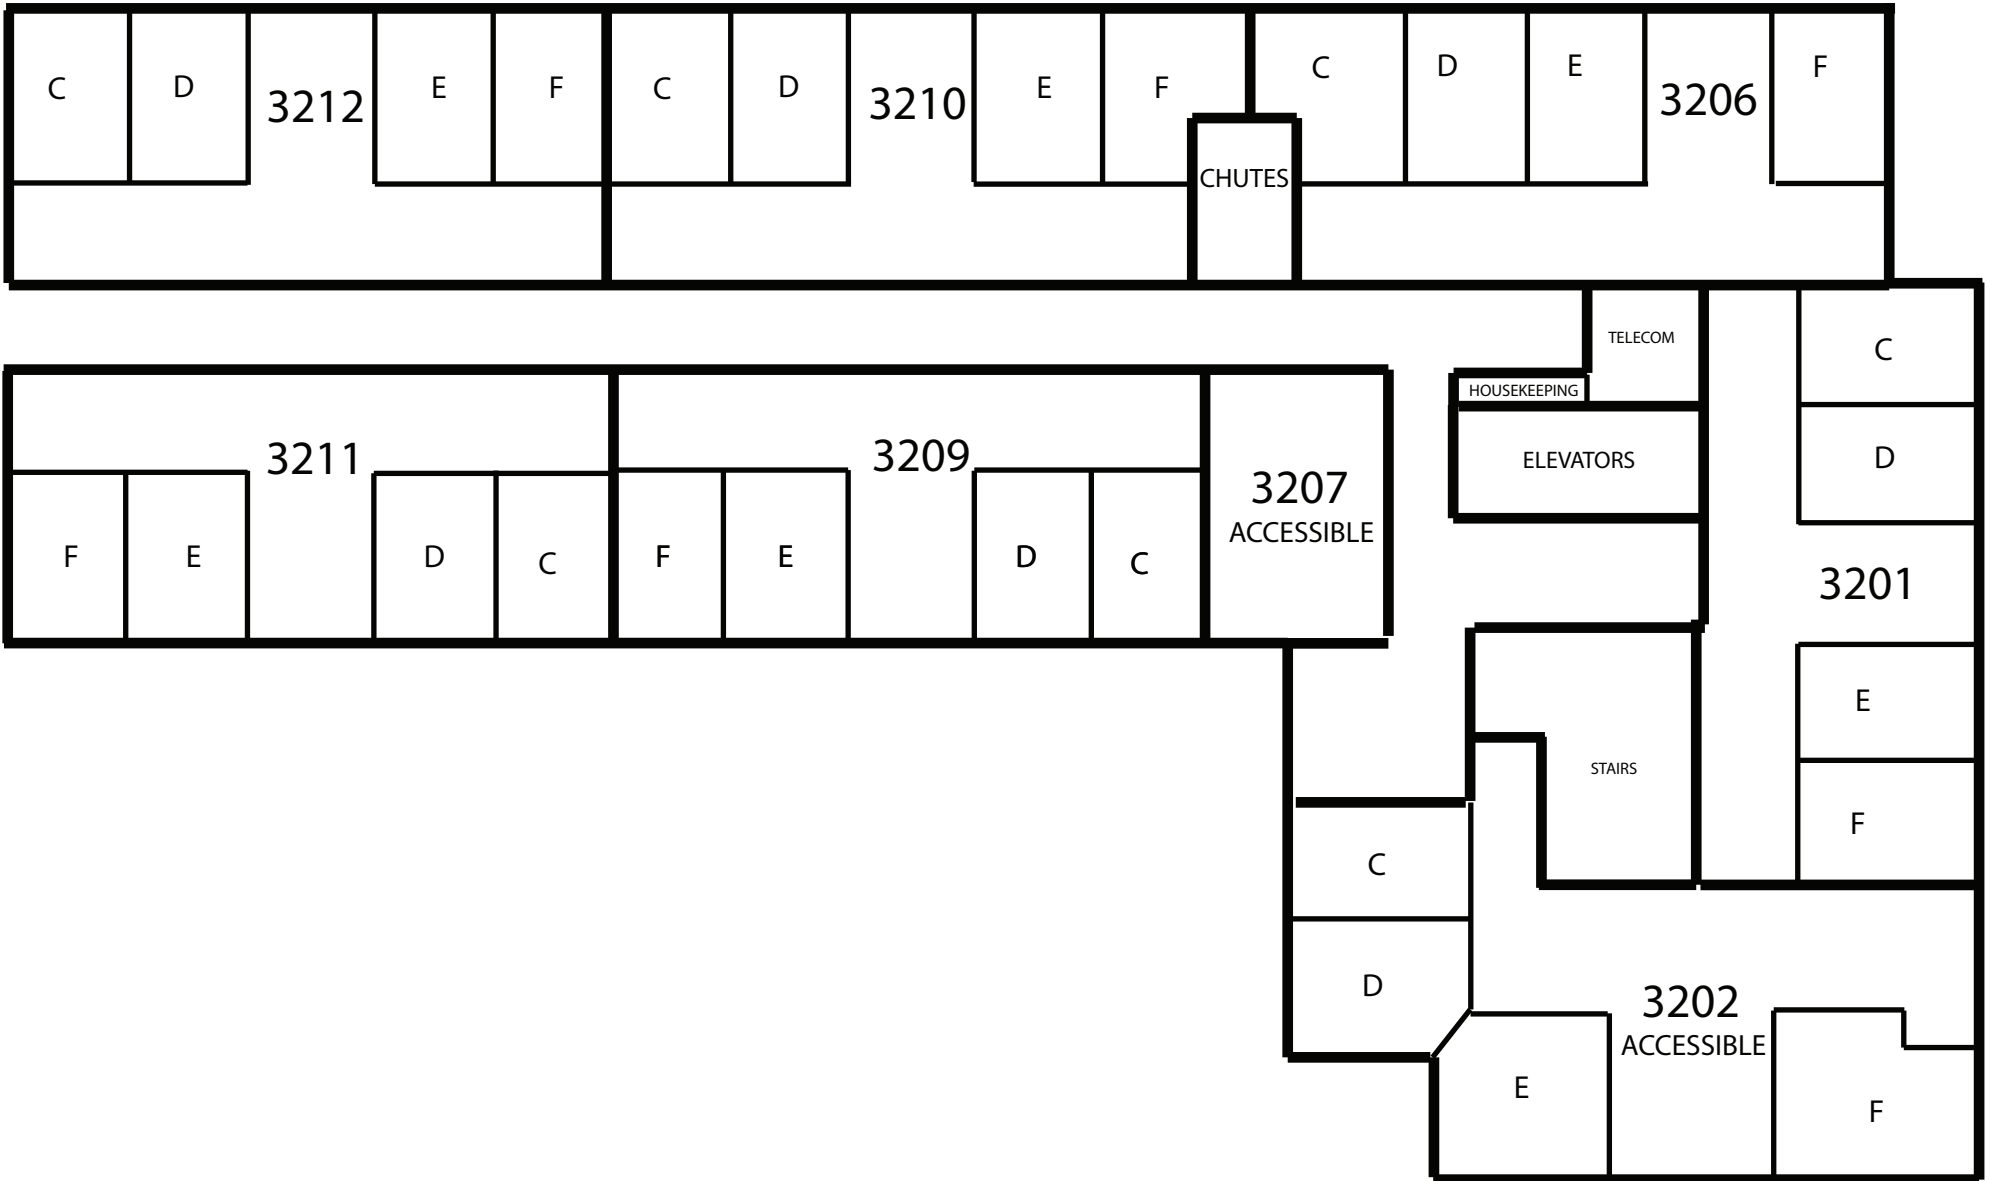 C
D
3212
E
F
C
D
3210
E
F
C
D
E
3206
F
CHUTES
TELECOM
HOUSEKEEPING
ELEVATORS
C
D
3201
E
F
3211
F
E
D
C
3209
F
E
D
C
3207
ACCESSIBLE
STAIRS
C
D
3202
ACCESSIBLE
E
F